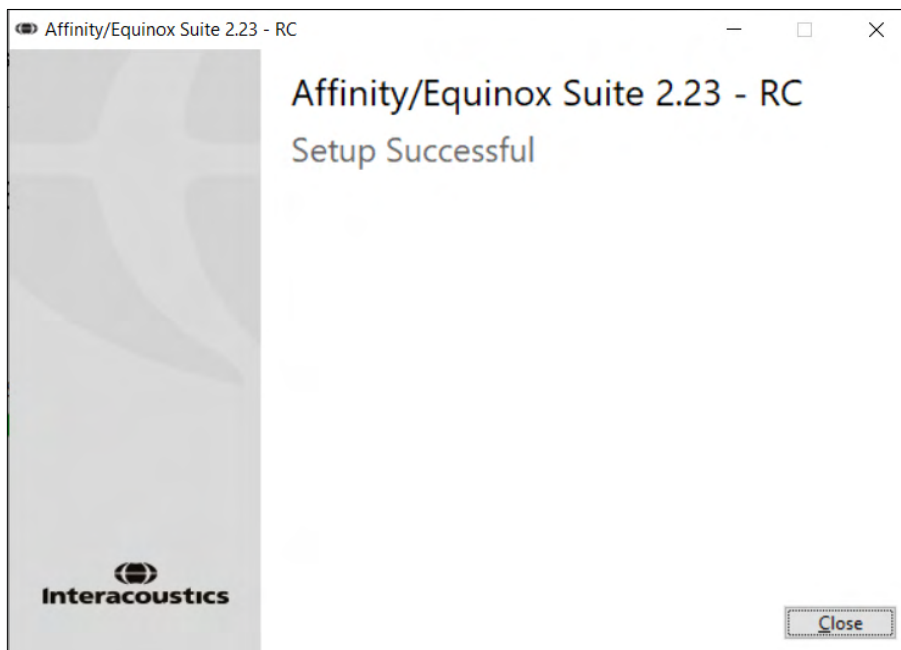 Affinity/Equinox Suite 2.23 - RC
Affinity/Equinox Suite 2.23 - RC
Setup Successful
Interacoustics
Close